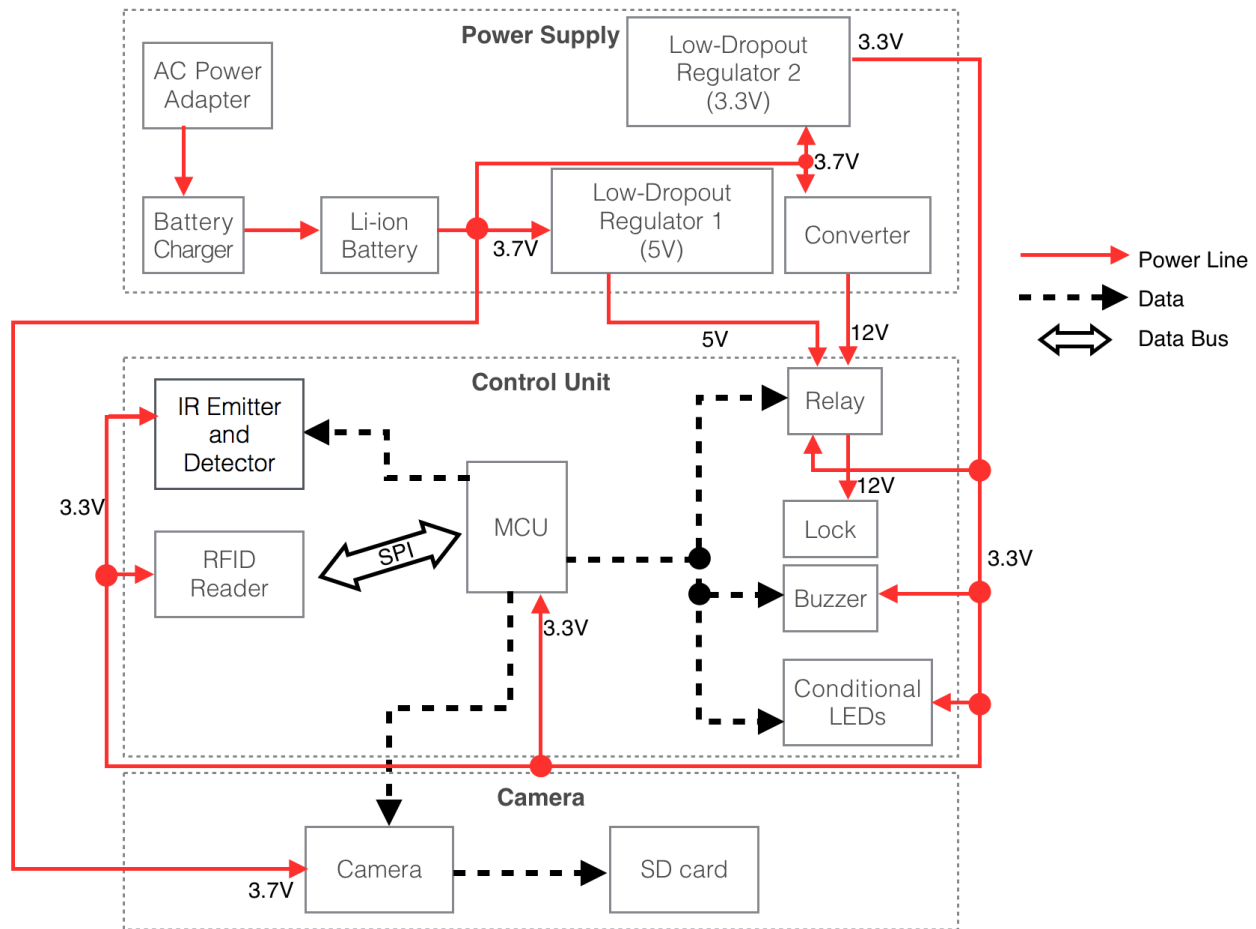 Power Supply
AC Power
Adapter
Low-Dropout
Regulator 2
(3.3V)
3.3V
3.7V
Battery
Charger
Li-ion
Battery
3.7V
Low-Dropout
Regulator 1
(5V)
Converter
5V
12V
Power Line
Data
Data Bus
Control Unit
IR Emitter
and
Detector
Relay
12V
3.3V
MCU
Lock
RFID
Reader
SPI
3.3V
Buzzer
3.3V
Conditional
LEDs
Camera
Camera
SD card
3.7V